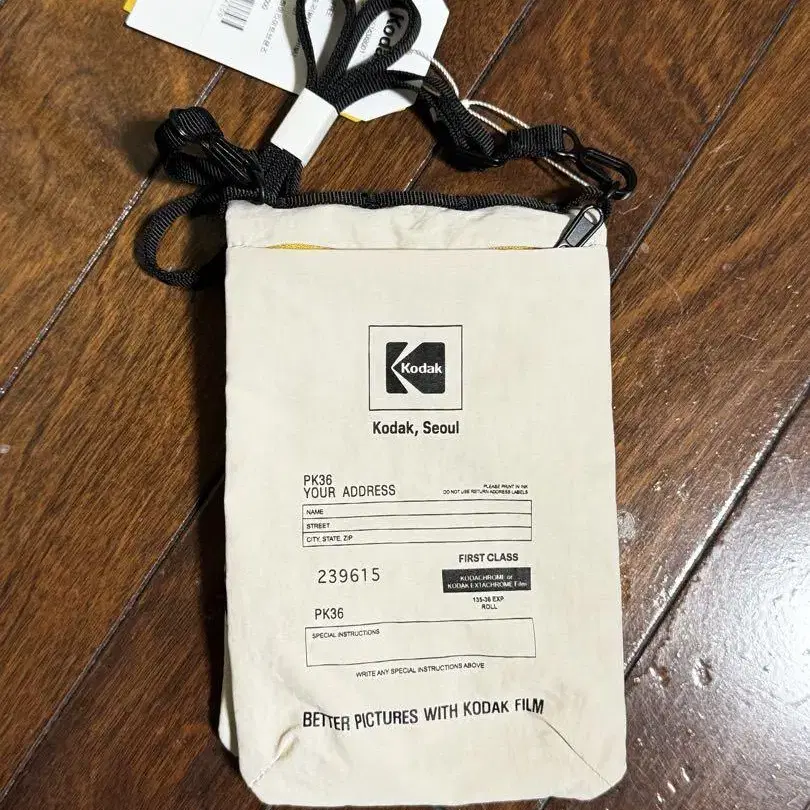 Kodak
Kodak
Kodak, Seoul
PK36
YOUR ADDRESS
PLEASE PRINT IN INK
DO NOT USE RETURN ADDRESS LABELS
NAME
STREET
CITY, STATE, ZIP
FIRST CLASS
239615
KODACHROME or
KODAK EXTACHROME Film
135-36 EXP
ROLL
PK36
SPECIAL INSTRUCTIONS
WRITE ANY SPECIAL INSTRUCTIONS ABOVE
BETTER PICTURES WITH KODAK FILM